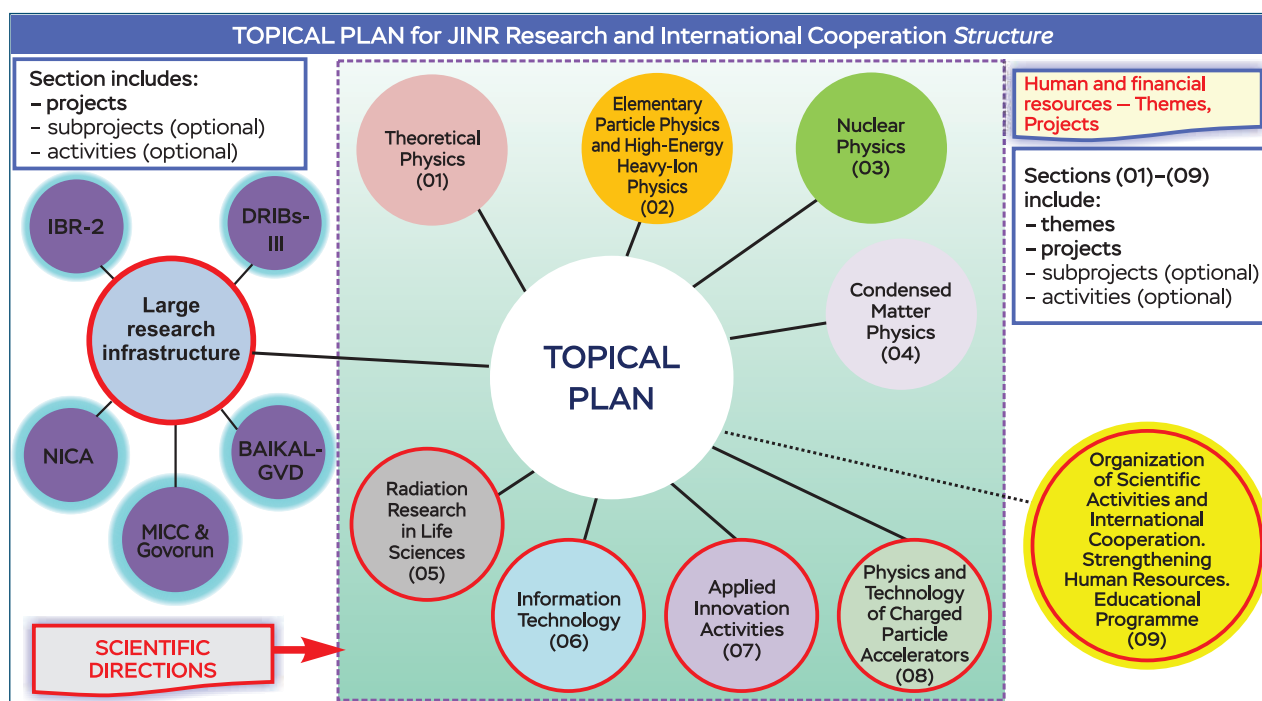 TOPICAL PLAN for JINR Research and International Cooperation Structure
Section includes:
– projects
– subprojects (optional)
– activities (optional)
IBR-2
DRIBs-
III
Large
research
infrastructure
NICA
BAIKAL-
GVD
MICC &
Govorun
SCIENTIFIC
DIRECTIONS
Theoretical
Physics
(01)
Elementary
Particle Physics
and High-Energy
Heavy-Ion
Physics
(02)
Nuclear
Physics
(03)
Condensed
Matter
Physics
(04)
TOPICAL
PLAN
Radiation
Research
in Life
Sciences
(05)
Information
Technology
(06)
Applied
Innovation
Activities
(07)
Physics and
Technology
of Charged
Particle
Accelerators
(08)
Human and financial
resources – Themes,
Projects
Sections (01)–(09)
include:
– themes
– projects
– subprojects (optional)
– activities (optional)
Organization
of Scientific
Activities and
International
Cooperation.
Strengthening
Human Resources.
Educational
Programme
(09)